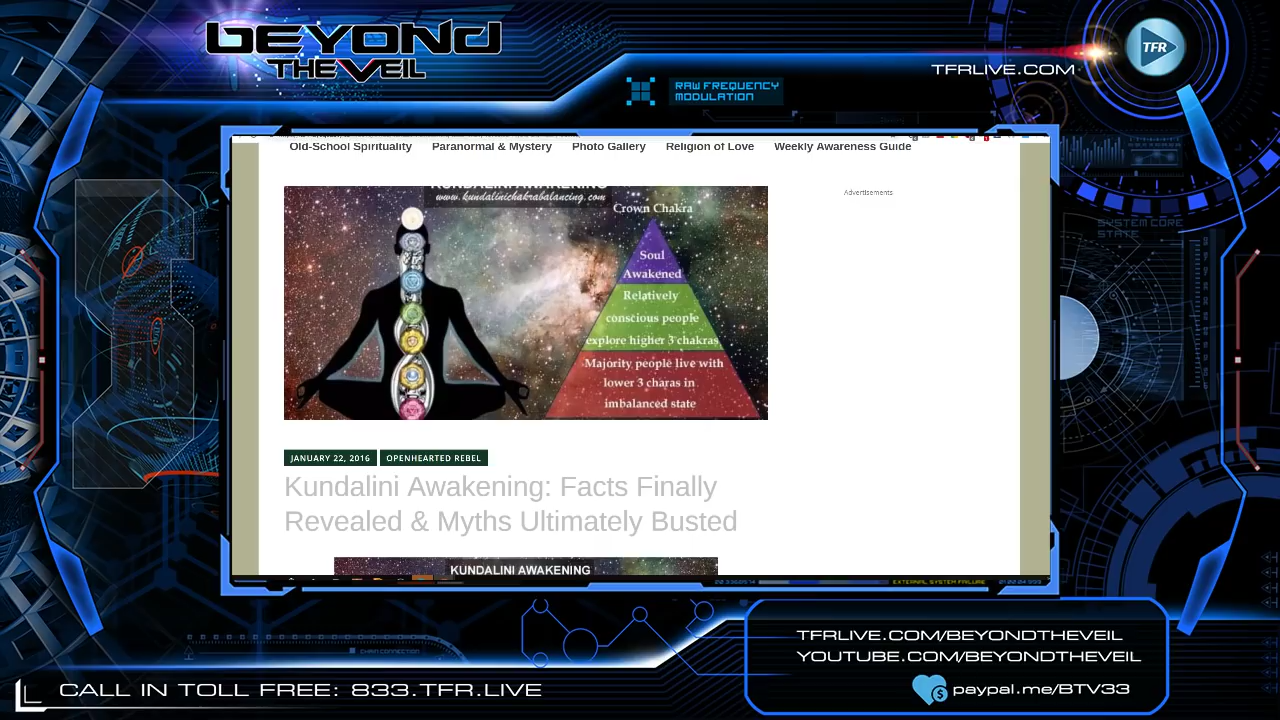 BEYOND
THE VEIL
TFR
TFRLIVE.COM
RAW FREQUENCY
MODULATION
Old-School Spirituality Paranormal & Mystery Photo Gallery Religion of Love Weekly Awareness Guide
KUNDALINI AWAKENING
www.kundalinichakrabalancing.com
Crown Chakra
Soul
Awakened
Relatively
conscious people
explore higher 3 chakras
Majority people live with
lower 3 charas in
imbalanced state
Advertisements
SYSTEM CORE
STATE
JANUARY 22, 2016 OPENHEARTED REBEL
Kundalini Awakening: Facts Finally
Revealed & Myths Ultimately Busted
KUNDALINI AWAKENING
EXTERNAL SYSTEM FAILURE
CHAIN CONNECTION
TFRLIVE.COM/BEYONDTHEVEIL
YOUTUBE.COM/BEYONDTHEVEIL
paypal.me/BTV33
CALL IN TOLL FREE: 833.TFR.LIVE